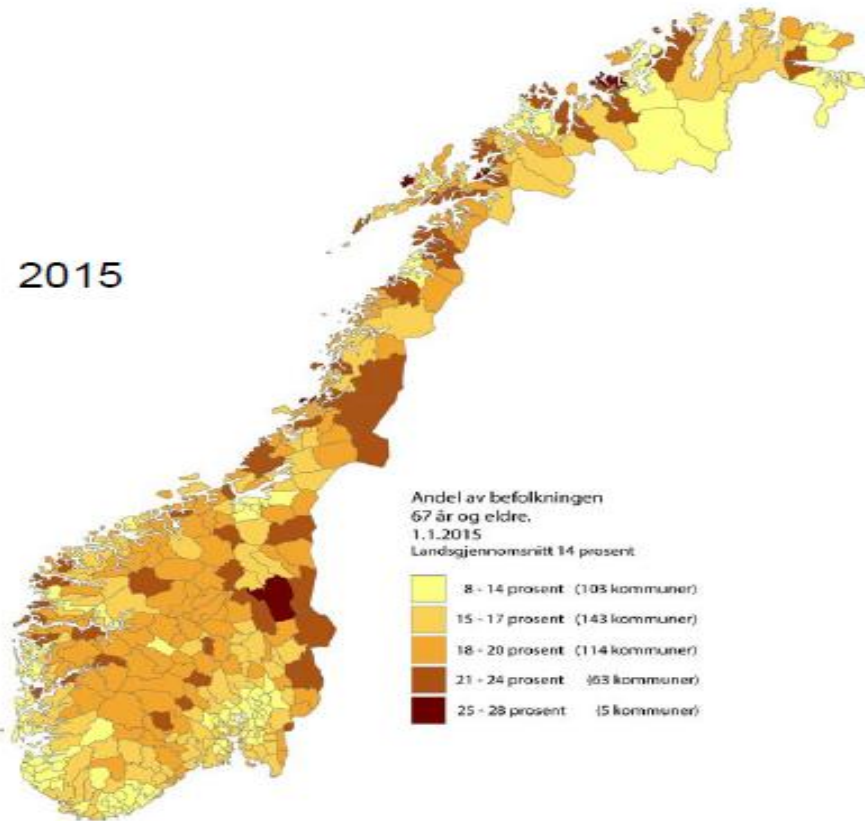 2015
Andel av befolkningen
67 år og eldre.
1.1.2015
Landsgjennomsnitt 14 prosent
8 - 14 prosent (103 kommuner)
15 - 17 prosent (143 kommuner)
18 - 20 prosent (114 kommuner)
21 - 24 prosent (63 kommuner)
25 - 28 prosent (5 kommuner)